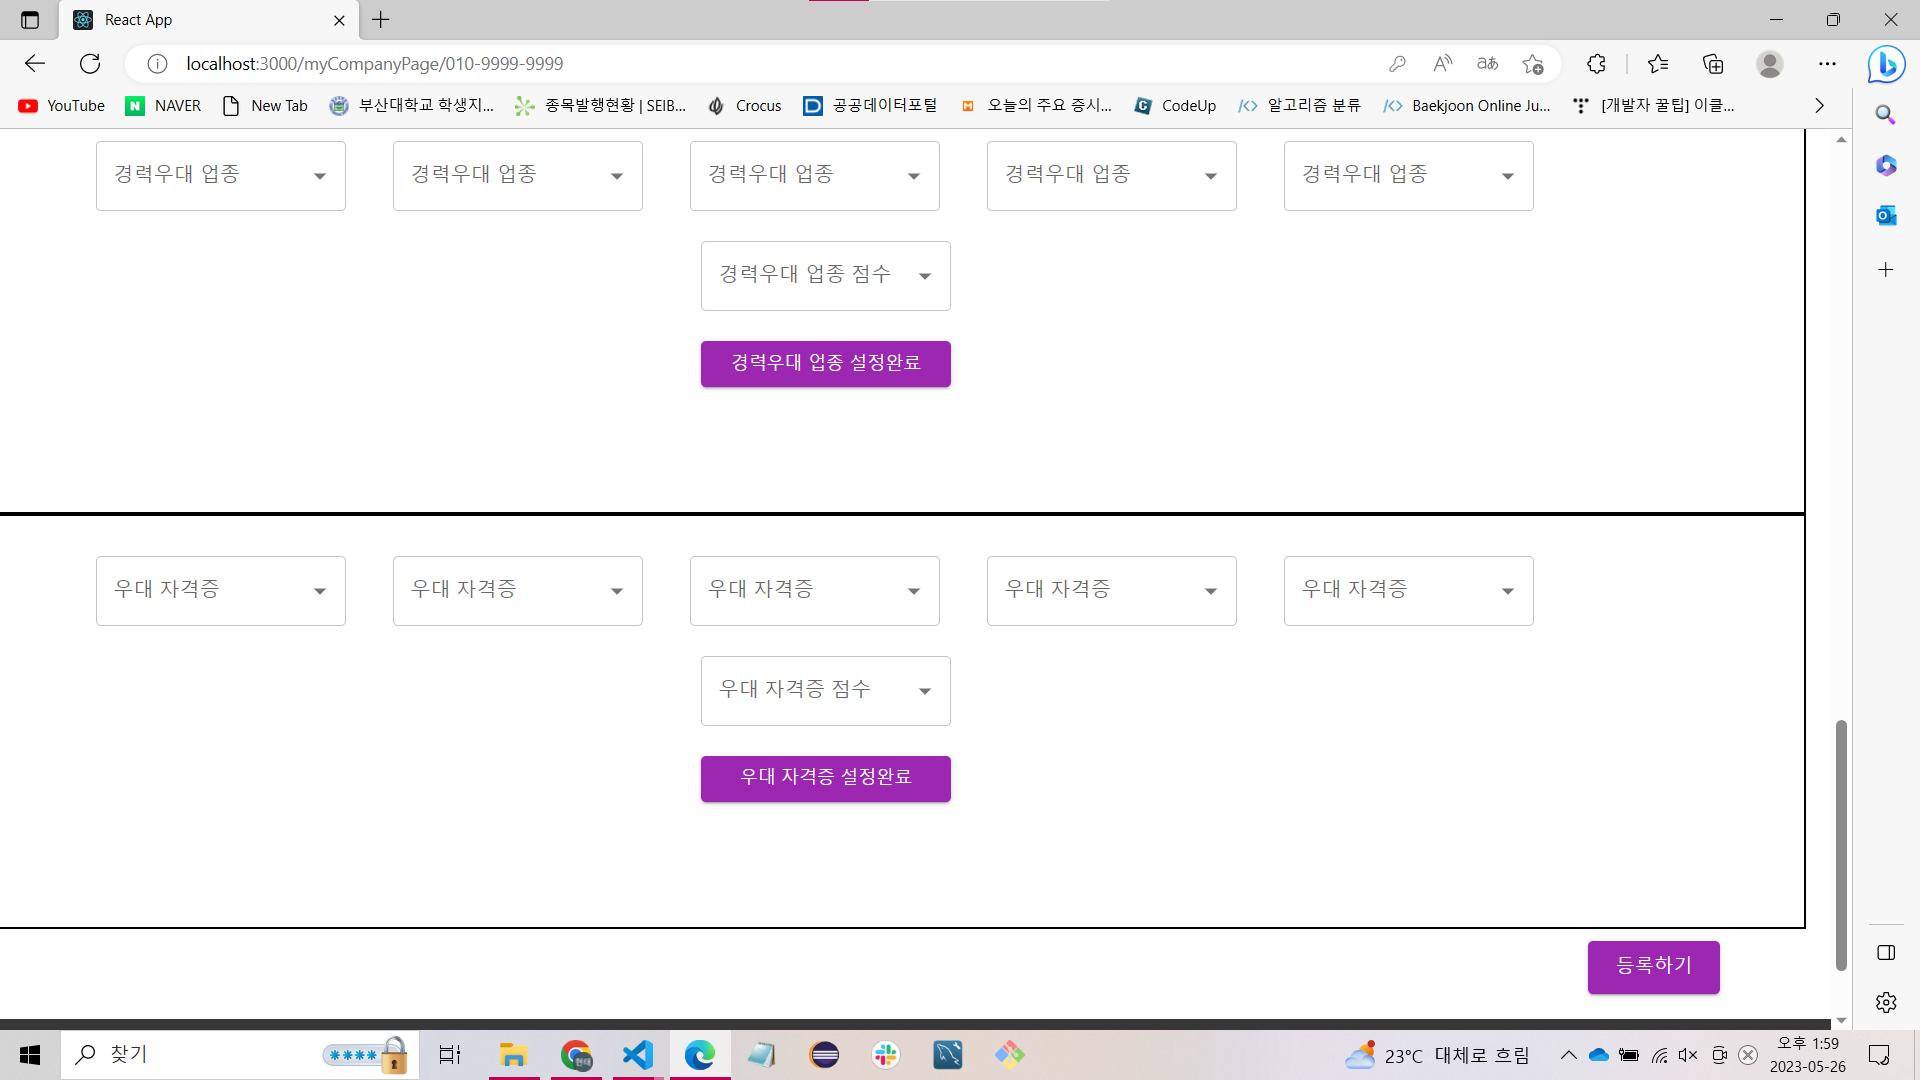 React App
localhost:3000/myCompanyPage/010-9999-9999
YouTube NAVER New Tab 부산대학교 학생지... 종목발행현황 | SEIB... Crocus 공공데이터포털 오늘의 주요 증시... CodeUp 알고리즘 분류 Baekjoon Online Ju... [개발자 꿀팁] 이클...
경력우대 업종 경력우대 업종 경력우대 업종 경력우대 업종 경력우대 업종
경력우대 업종 점수
경력우대 업종 설정완료
우대 자격증 우대 자격증 우대 자격증 우대 자격증 우대 자격증
우대 자격증 점수
우대 자격증 설정완료
등록하기
찾기
23°C 대체로 흐림
오후 1:59
2023-05-26